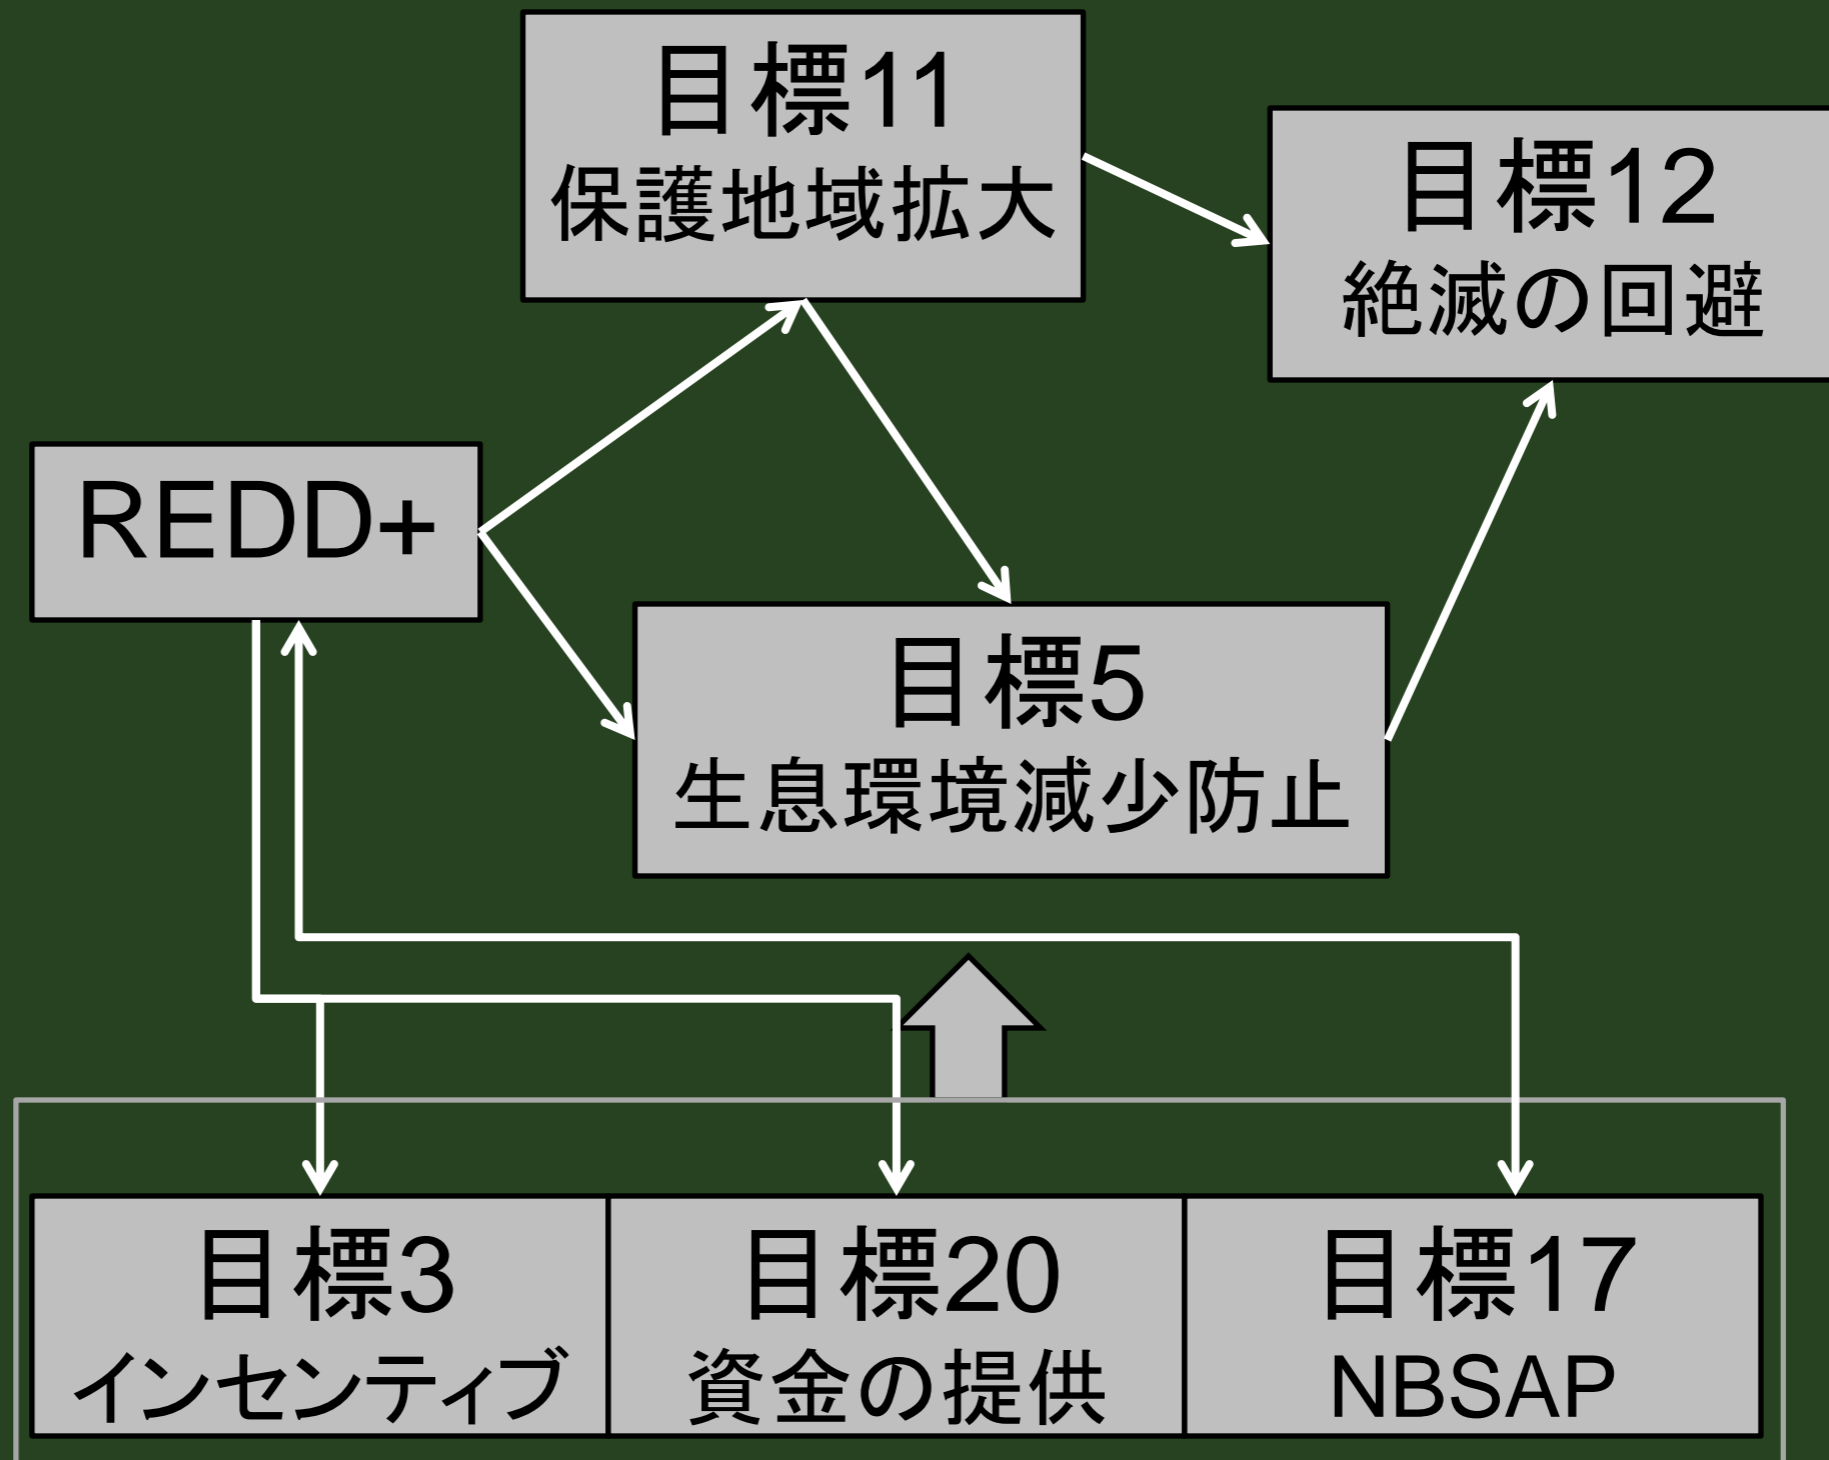 目標11
保護地域拡大
目標12
絶滅の回避
REDD+
目標5
生息環境減少防止
目標3
インセンティブ
目標20
資金の提供
目標17
NBSAP